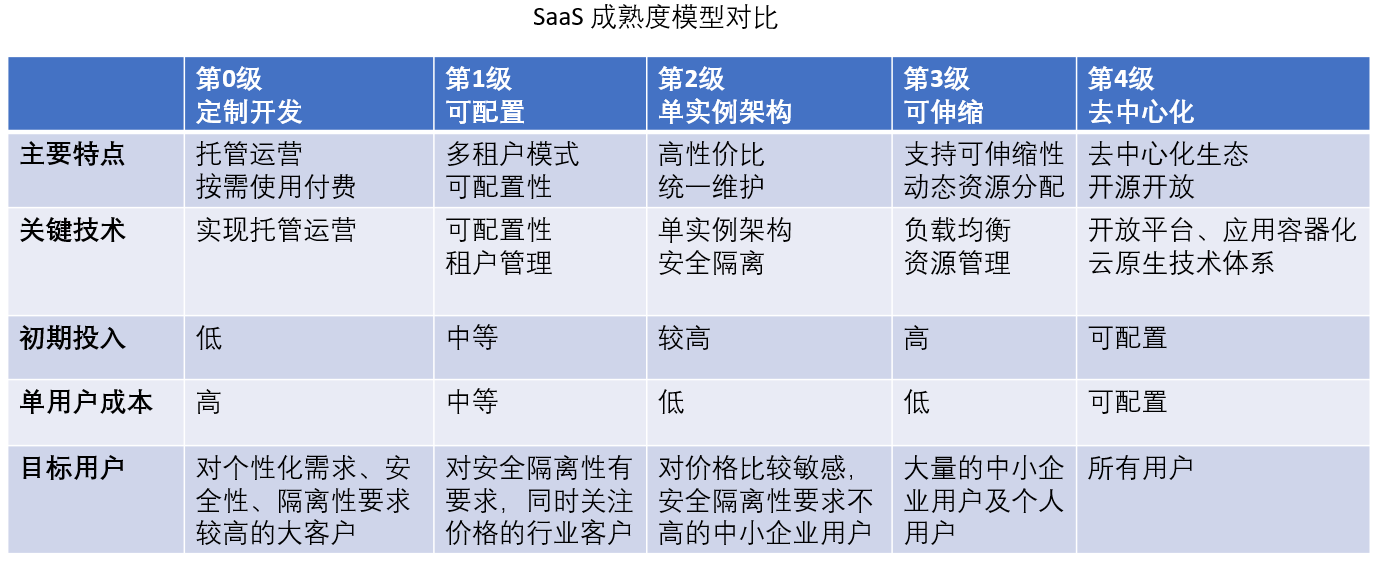 SaaS 成熟度模型对比
第0级
定制开发
第1级
可配置
第2级
单实例架构
第3级
可伸缩
第4级
去中心化
主要特点
托管运营
按需使用付费
多租户模式
可配置性
高性价比
统一维护
支持可伸缩性
动态资源分配
去中心化生态
开源开放
关键技术
实现托管运营
可配置性
租户管理
单实例架构
安全隔离
负载均衡
资源管理
开放平台、应用容器化
云原生技术体系
初期投入
低
中等
较高
高
可配置
单用户成本
高
中等
低
低
可配置
目标用户
对个性化需求、安
全性、隔离性要求
较高的大客户
对安全隔离性有
要求，同时关注
价格的行业客户
对价格比较敏感，
安全隔离性要求不
高的中小企业用户
大量的中小企
业用户及个人
用户
所有用户